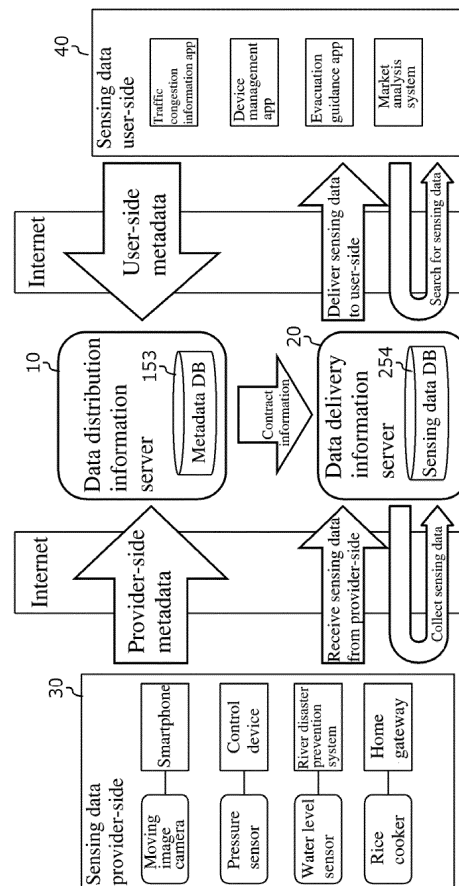 30
Sensing data
provider-side
Moving
image
camera
Smartphone
Pressure
sensor
Control
device
Water level
sensor
River disaster
prevention
system
Rice
cooker
Home
gateway
Internet
Provider-side
metadata
Receive sensing data
from provider-side
Collect sensing data
10
Data distribution
information
server
153
Metadata DB
Contract
information
20
Data delivery
information
server
254
Sensing data DB
Internet
User-side
metadata
Deliver sensing data
to user-side
Search for sensing data
40
Sensing data
user-side
Traffic
congestion
information app
Device
management
app
Evacuation
guidance app
Market
analysis
system